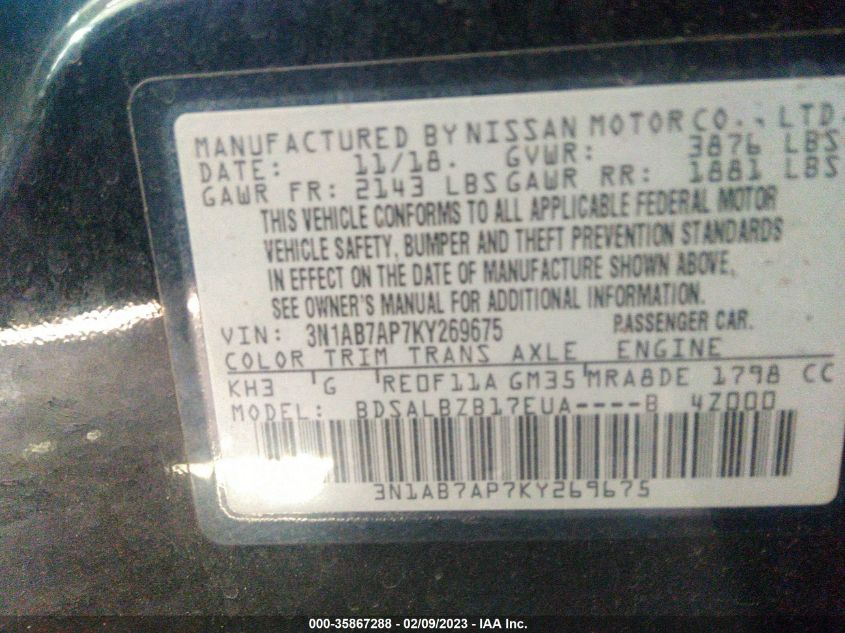 MANUFACTURED BY NISSAN MOTOR CO., LTD.
DATE: 11/18. GVWR: 3876 LBS
GAWR FR: 2143 LBS GAWR RR: 1881 LBS
THIS VEHICLE CONFORMS TO ALL APPLICABLE FEDERAL MOTOR
VEHICLE SAFETY, BUMPER AND THEFT PREVENTION STANDARDS
IN EFFECT ON THE DATE OF MANUFACTURE SHOWN ABOVE.
SEE OWNER'S MANUAL FOR ADDITIONAL INFORMATION.
VIN: 3N1AB7AP7KY269675 PASSENGER CAR.
COLOR TRIM TRANS AXLE ENGINE
KH3 G RE0F11A GM35 MRA8DE 1798 CC
MODEL: BDSALBZB17EUA----B 4Z000
3N1AB7AP7KY269675
000-35867288 - 02/09/2023 - IAA Inc.